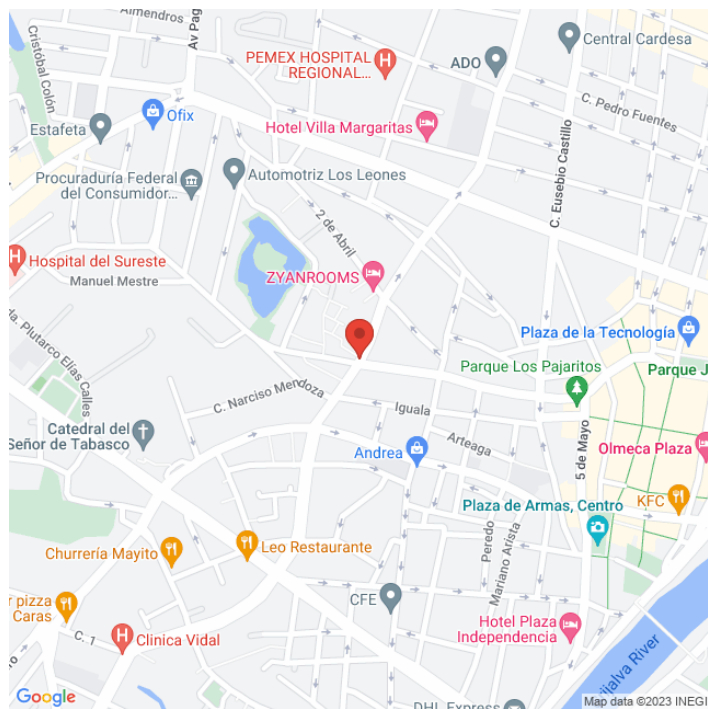 Almendros
Av Pag
Cristóbal Colón
PEMEX HOSPITAL
REGIONAL...
ADO
Central Cardesa
C. Pedro Fuentes
Estafeta
Ofix
Hotel Villa Margaritas
C. Eusebio Castillo
Procuraduría Federal
del Consumidor...
Automotriz Los Leones
2 de Abril
Hospital del Sureste
Manuel Mestre
ZYANROOMS
Plaza de la Tecnología
da. Plutarco Elías Calles
Parque Los Pajaritos
Parque J
C. Narciso Mendoza
Iguala
Catedral del
Señor de Tabasco
Arteaga
Andrea
5 de Mayo
Olmeca Plaza
KFC
Plaza de Armas, Centro
Churrería Mayito
Leo Restaurante
Peredo
Mariano Arista
r pizza
Caras
CFE
C. 1
Clinica Vidal
Hotel Plaza
Independencia
rijalva River
DHL Express
Google
Map data ©2023 INEGI